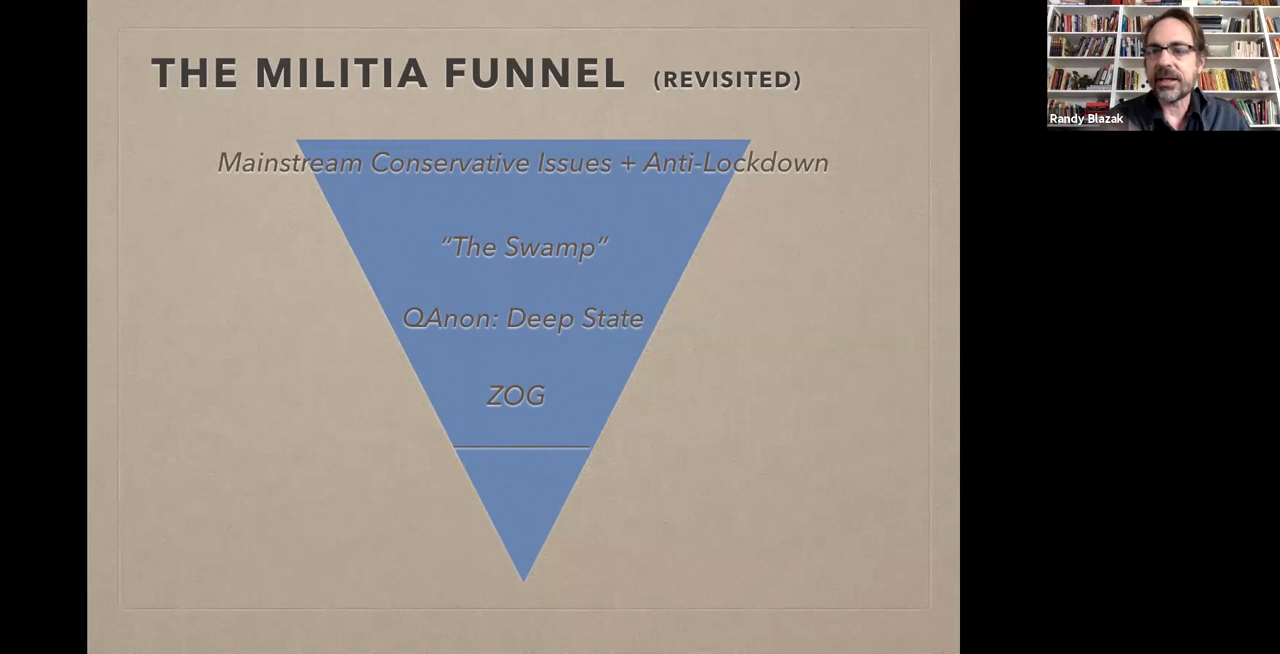 THE MILITIA FUNNEL (REVISITED)
Mainstream Conservative Issues + Anti-Lockdown
“The Swamp”
QAnon: Deep State
ZOG
Randy Blazak